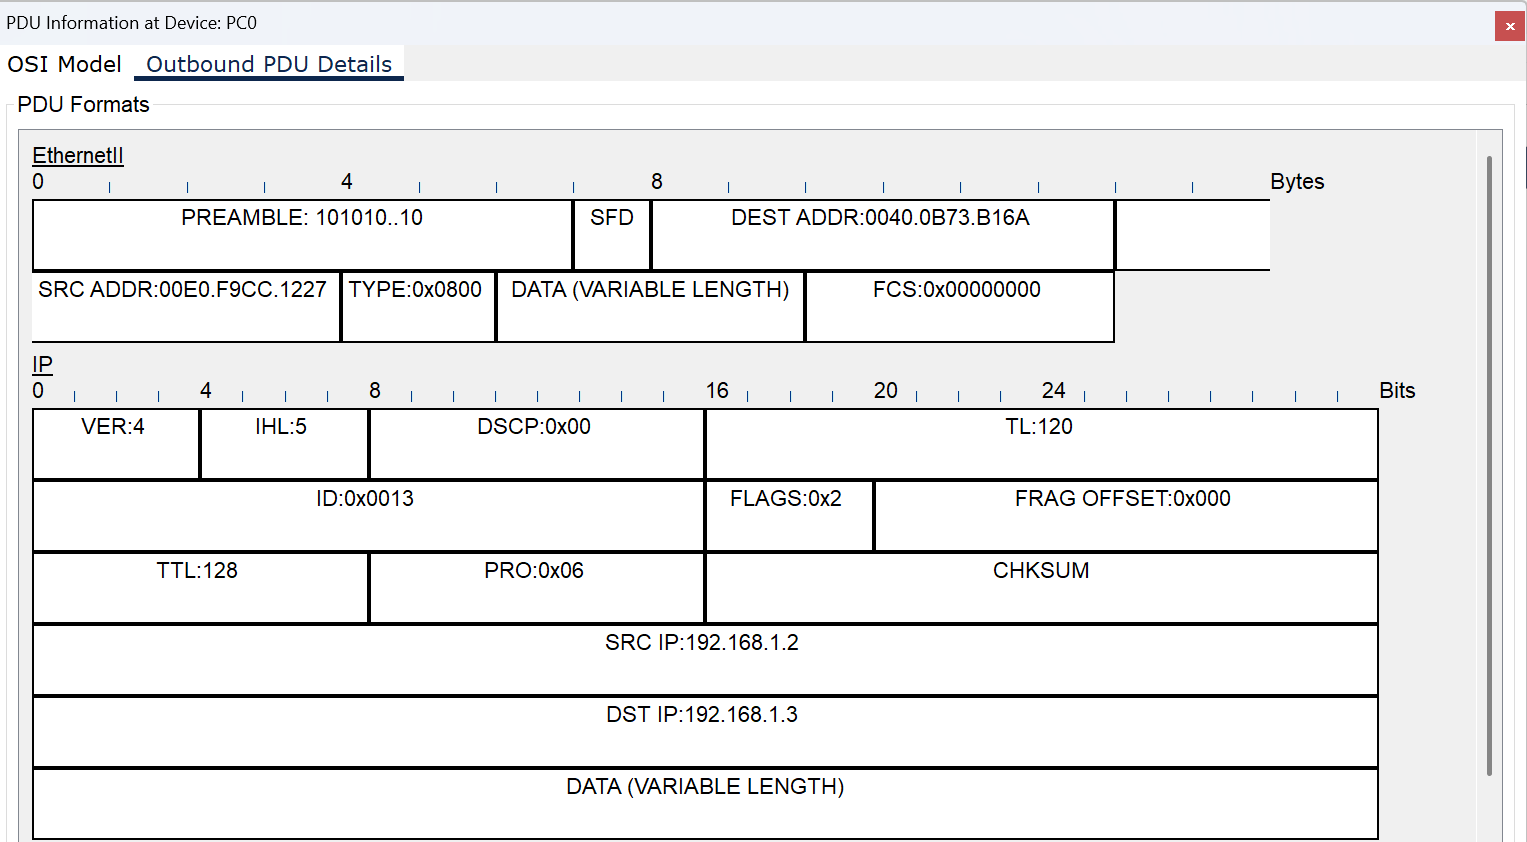 PDU Information at Device: PC0
×
OSI Model Outbound PDU Details
PDU Formats
EthernetII
0 4 8 Bytes
PREAMBLE: 101010..10 SFD DEST ADDR:0040.0B73.B16A
SRC ADDR:00E0.F9CC.1227 TYPE:0x0800 DATA (VARIABLE LENGTH) FCS:0x00000000
IP
0 4 8 16 20 24 Bits
VER:4 IHL:5 DSCP:0x00 TL:120
ID:0x0013 FLAGS:0x2 FRAG OFFSET:0x000
TTL:128 PRO:0x06 CHKSUM
SRC IP:192.168.1.2
DST IP:192.168.1.3
DATA (VARIABLE LENGTH)